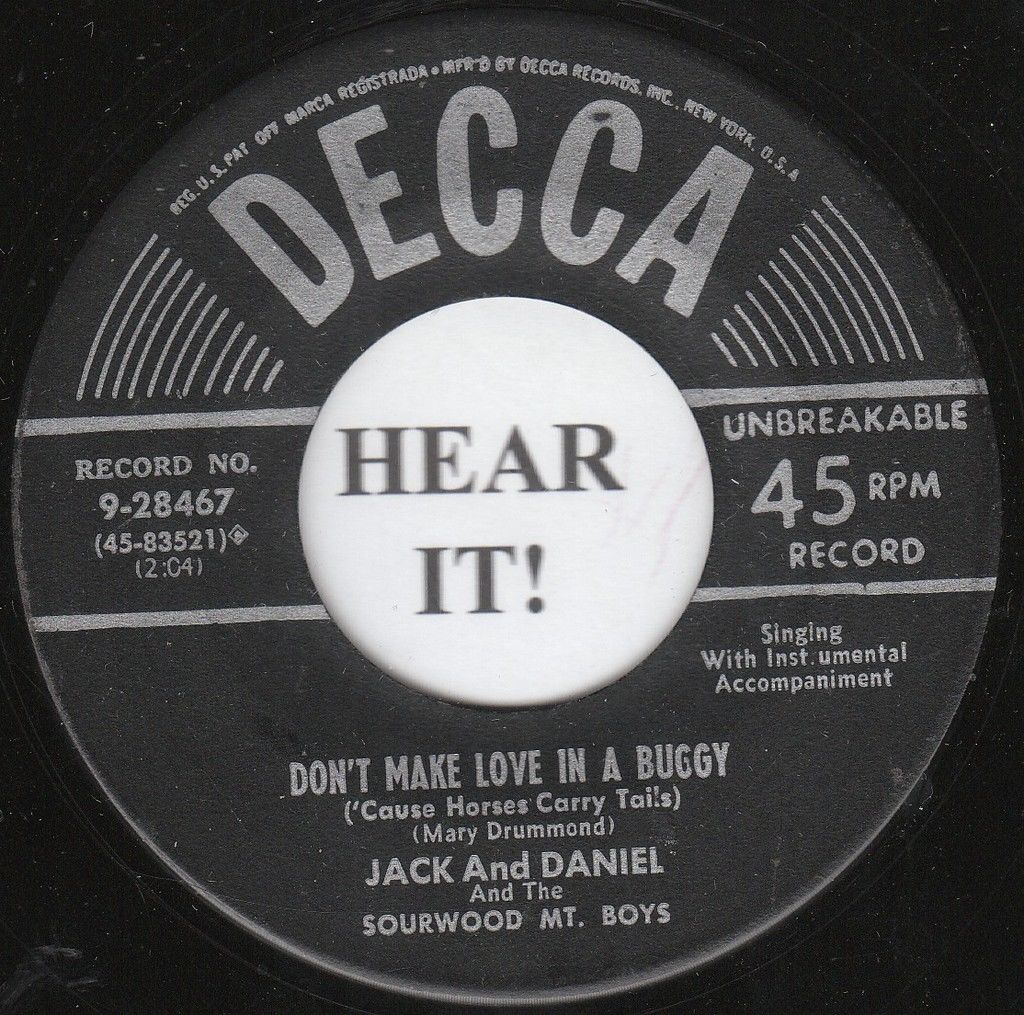 REG. U.S. PAT OFF MARCA REGISTRADA • MFR'D BY DECCA RECORDS, INC., NEW YORK, U.S.A
DECCA
HEAR
IT!
RECORD NO.
9-28467
(45-83521)
(2:04)
UNBREAKABLE
45 RPM
RECORD
Singing
With Inst.umental
Accompaniment
DON'T MAKE LOVE IN A BUGGY
('Cause Horses Carry Tails)
(Mary Drummond)
JACK And DANIEL
And The
SOURWOOD MT. BOYS